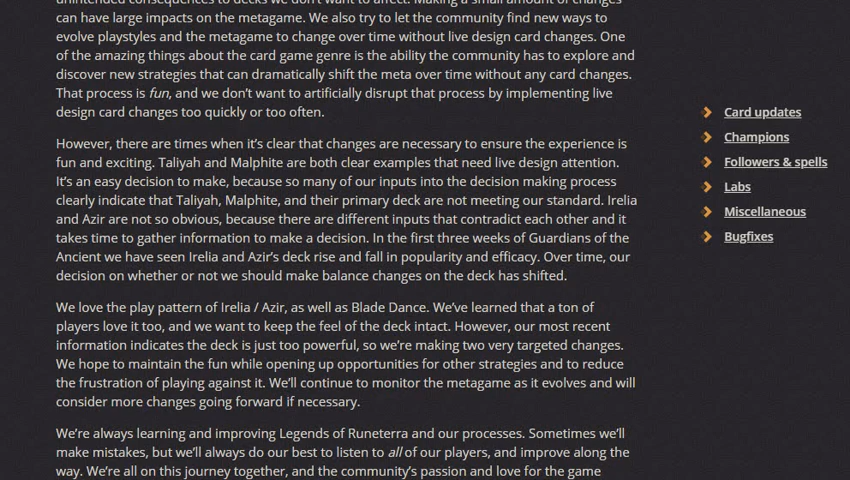 unintended consequences to decks we don't want to affect. Making a small amount of changes
can have large impacts on the metagame. We also try to let the community find new ways to
evolve playstyles and the metagame to change over time without live design card changes. One
of the amazing things about the card game genre is the ability the community has to explore and
discover new strategies that can dramatically shift the meta over time without any card changes.
That process is fun, and we don't want to artificially disrupt that process by implementing live
design card changes too quickly or too often.
However, there are times when it's clear that changes are necessary to ensure the experience is
fun and exciting. Taliyah and Malphite are both clear examples that need live design attention.
It's an easy decision to make, because so many of our inputs into the decision making process
clearly indicate that Taliyah, Malphite, and their primary deck are not meeting our standard. Irelia
and Azir are not so obvious, because there are different inputs that contradict each other and it
takes time to gather information to make a decision. In the first three weeks of Guardians of the
Ancient we have seen Irelia and Azir's deck rise and fall in popularity and efficacy. Over time, our
decision on whether or not we should make balance changes on the deck has shifted.
We love the play pattern of Irelia / Azir, as well as Blade Dance. We've learned that a ton of
players love it too, and we want to keep the feel of the deck intact. However, our most recent
information indicates the deck is just too powerful, so we're making two very targeted changes.
We hope to maintain the fun while opening up opportunities for other strategies and to reduce
the frustration of playing against it. We'll continue to monitor the metagame as it evolves and will
consider more changes going forward if necessary.
We're always learning and improving Legends of Runeterra and our processes. Sometimes we'll
make mistakes, but we'll always do our best to listen to all of our players, and improve along the
way. We're all on this journey together, and the community's passion and love for the game
Card updates
Champions
Followers & spells
Labs
Miscellaneous
Bugfixes